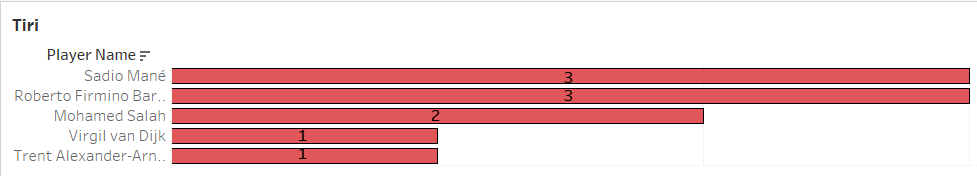 Tiri
Player Name
Sadio Mané 3
Roberto Firmino Bar.. 3
Mohamed Salah 2
Virgil van Dijk 1
Trent Alexander-Arn.. 1